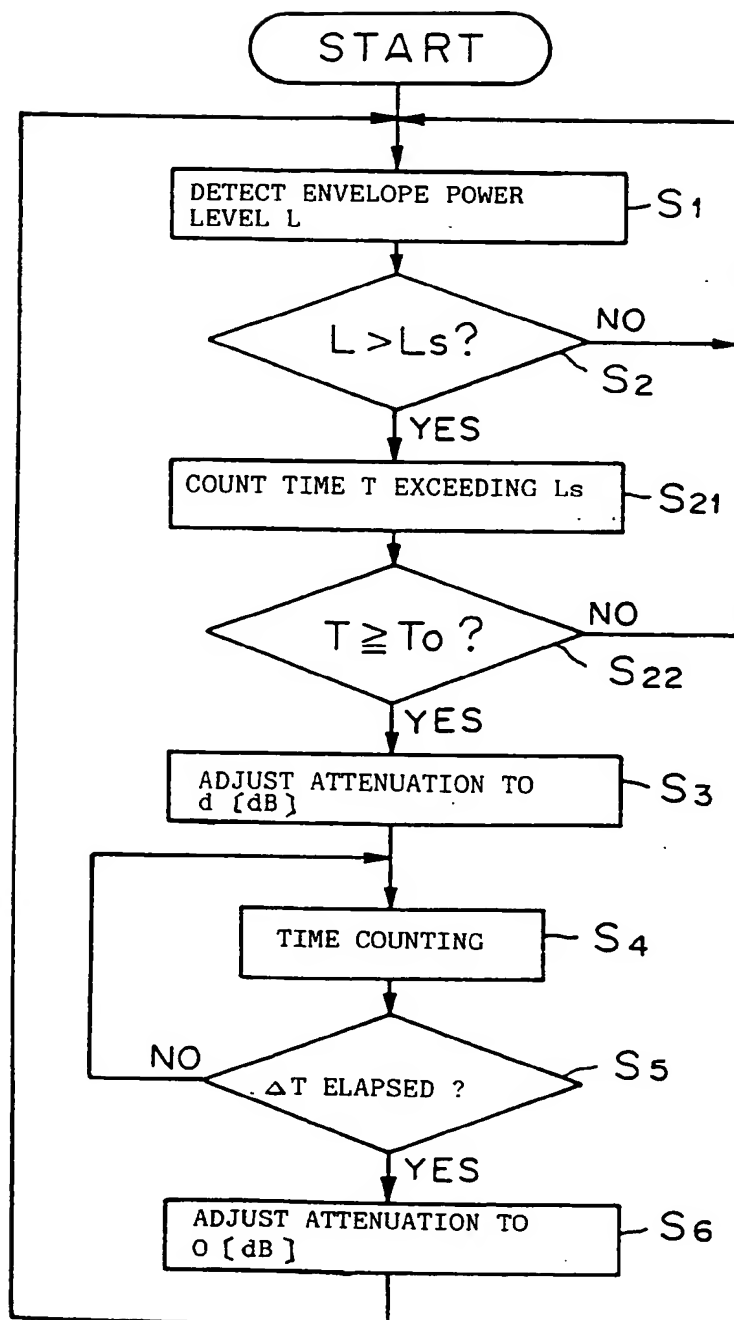 START
DETECT ENVELOPE POWER
LEVEL L
S1
L > Ls?
NO
S2
YES
COUNT TIME T EXCEEDING Ls
S21
T ≧ To ?
NO
S22
YES
ADJUST ATTENUATION TO
d [dB]
S3
TIME COUNTING
S4
NO
ΔT ELAPSED ?
S5
YES
ADJUST ATTENUATION TO
0 [dB]
S6